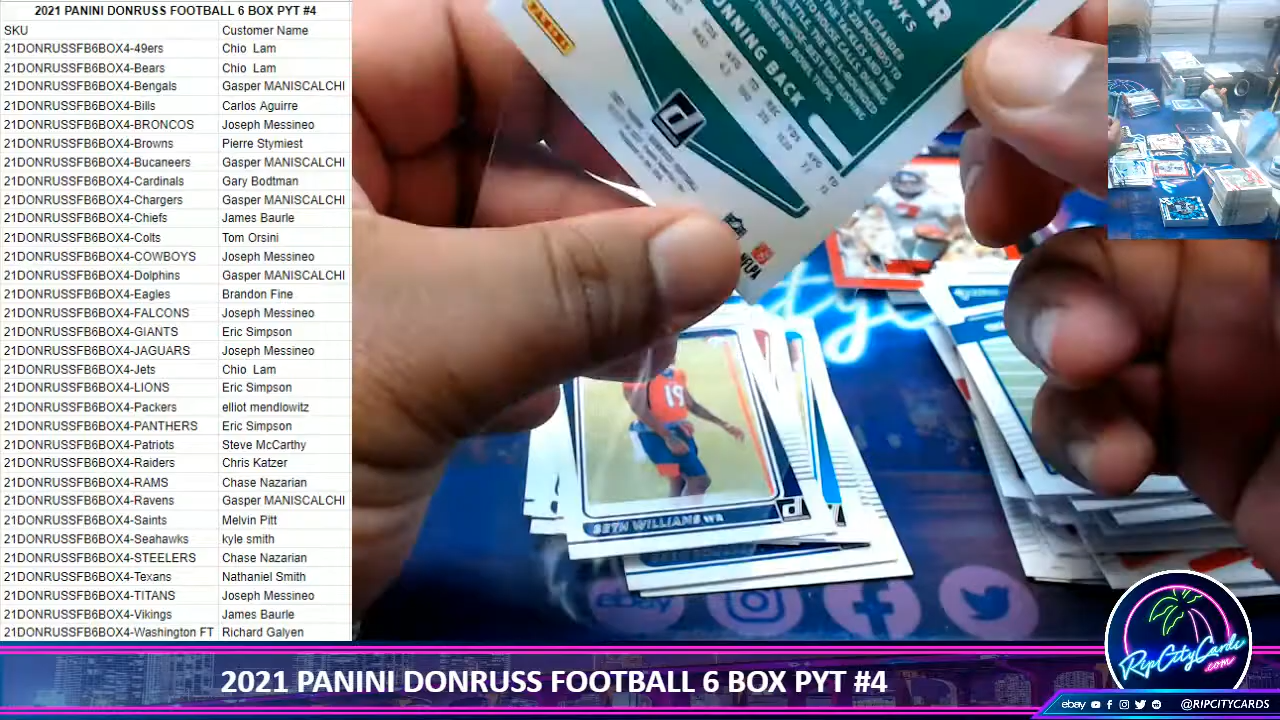 2021 PANINI DONRUSS FOOTBALL 6 BOX PYT #4
SKU Customer Name
21DONRUSSFB6BOX4-49ers Chio Lam
21DONRUSSFB6BOX4-Bears Chio Lam
21DONRUSSFB6BOX4-Bengals Gasper MANISCALCHI
21DONRUSSFB6BOX4-Bills Carlos Aguirre
21DONRUSSFB6BOX4-BRONCOS Joseph Messineo
21DONRUSSFB6BOX4-Browns Pierre Stymiest
21DONRUSSFB6BOX4-Bucaneers Gasper MANISCALCHI
21DONRUSSFB6BOX4-Cardinals Gary Bodtman
21DONRUSSFB6BOX4-Chargers Gasper MANISCALCHI
21DONRUSSFB6BOX4-Chiefs James Baurle
21DONRUSSFB6BOX4-Colts Tom Orsini
21DONRUSSFB6BOX4-COWBOYS Joseph Messineo
21DONRUSSFB6BOX4-Dolphins Gasper MANISCALCHI
21DONRUSSFB6BOX4-Eagles Brandon Fine
21DONRUSSFB6BOX4-FALCONS Joseph Messineo
21DONRUSSFB6BOX4-GIANTS Eric Simpson
21DONRUSSFB6BOX4-JAGUARS Joseph Messineo
21DONRUSSFB6BOX4-Jets Chio Lam
21DONRUSSFB6BOX4-LIONS Eric Simpson
21DONRUSSFB6BOX4-Packers elliot mendlowitz
21DONRUSSFB6BOX4-PANTHERS Eric Simpson
21DONRUSSFB6BOX4-Patriots Steve McCarthy
21DONRUSSFB6BOX4-Raiders Chris Katzer
21DONRUSSFB6BOX4-RAMS Chase Nazarian
21DONRUSSFB6BOX4-Ravens Gasper MANISCALCHI
21DONRUSSFB6BOX4-Saints Melvin Pitt
21DONRUSSFB6BOX4-Seahawks kyle smith
21DONRUSSFB6BOX4-STEELERS Chase Nazarian
21DONRUSSFB6BOX4-Texans Nathaniel Smith
21DONRUSSFB6BOX4-TITANS Joseph Messineo
21DONRUSSFB6BOX4-Vikings James Baurle
21DONRUSSFB6BOX4-Washington FT Richard Galyen
PANINI
RUNNING BACK
NFLPA
19
SETH WILLIAMS WR
ebay
RipCityCards
.com
2021 PANINI DONRUSS FOOTBALL 6 BOX PYT #4
ebay @RIPCITYCARDS